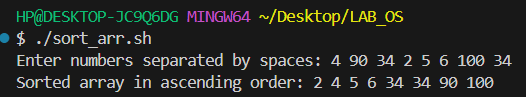 HP@DESKTOP-JC9Q6DG MINGW64 ~/Desktop/LAB_OS
$ ./sort_arr.sh
Enter numbers separated by spaces: 4 90 34 2 5 6 100 34
Sorted array in ascending order: 2 4 5 6 34 34 90 100